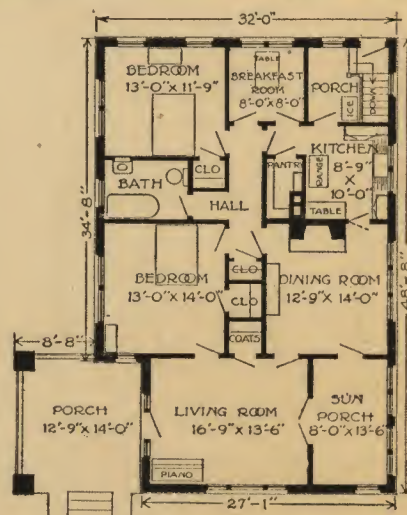 32'-0"
BEDROOM
13'-0" X 11'-9"
TABLE
BREAKFAST
ROOM
8'-0" X 8'-0"
PORCH
ICE
DOWN
KITCHEN
8'-9"
X
10'-0"
PANTRY
RANGE
TABLE
CLO
BATH
HALL
34'-8"
48'-8"
BEDROOM
13'-0" X 14'-0"
CLO
CLO
COATS
DINING ROOM
12'-9" X 14'-0"
8'-8"
PORCH
12'-9" X 14'-0"
LIVING ROOM
16'-9" X 13'-6"
PIANO
SUN
PORCH
8'-0" X 13'-6
27'-1"